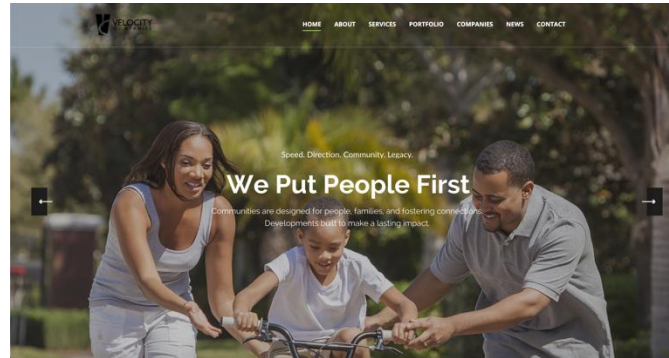 VELOCITY
HOME ABOUT SERVICES PORTFOLIO COMPANIES NEWS CONTACT
Speed. Direction. Community. Legacy.
We Put People First
Communities are designed for people, families, and fostering connections.
Developments built to make a lasting impact.